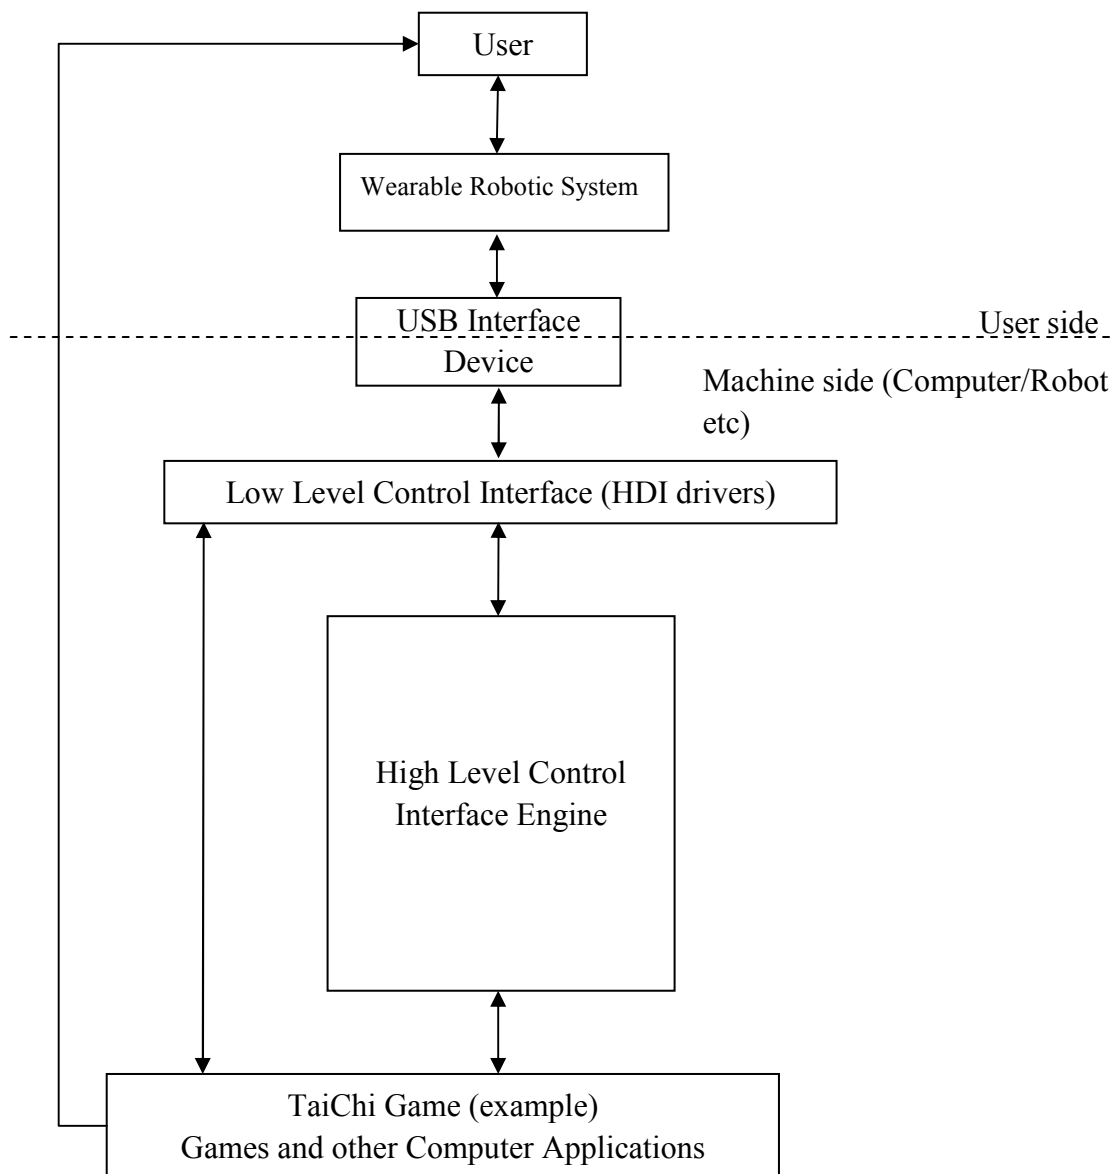 User
Wearable Robotic System
USB Interface
Device
User side
Machine side (Computer/Robot
etc)
Low Level Control Interface (HDI drivers)
High Level Control
Interface Engine
TaiChi Game (example)
Games and other Computer Applications